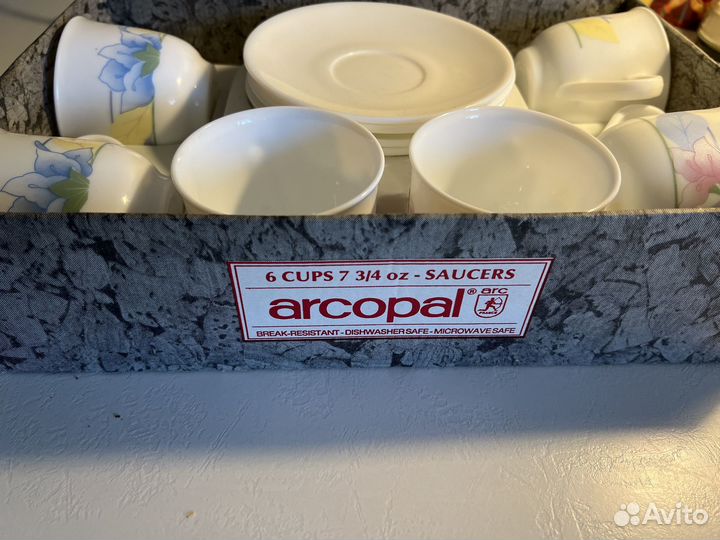 6 CUPS 7 3/4 oz - SAUCERS
arcopal® arc
FRANCE
BREAK-RESISTANT - DISHWASHER SAFE - MICROWAVE SAFE
Avito